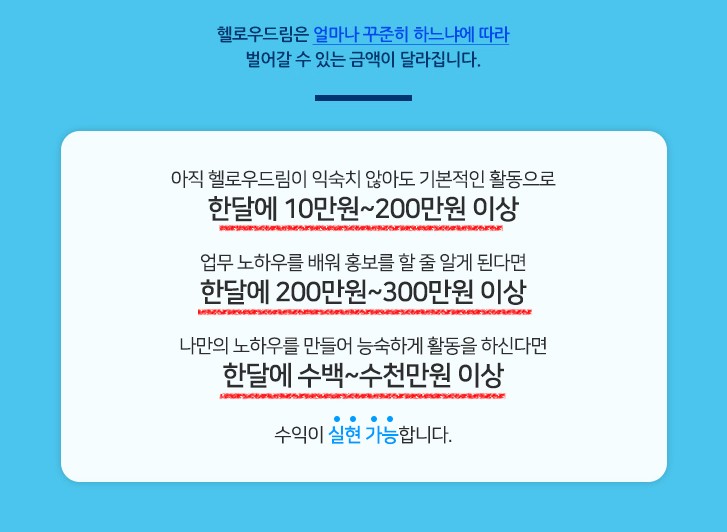 헬로우드림은 얼마나 꾸준히 하느냐에 따라
벌어갈 수 있는 금액이 달라집니다.
아직 헬로우드림이 익숙치 않아도 기본적인 활동으로
한달에 10만원~200만원 이상
업무 노하우를 배워 홍보를 할 줄 알게 된다면
한달에 200만원~300만원 이상
나만의 노하우를 만들어 능숙하게 활동을 하신다면
한달에 수백~수천만원 이상
수익이 실현 가능합니다.